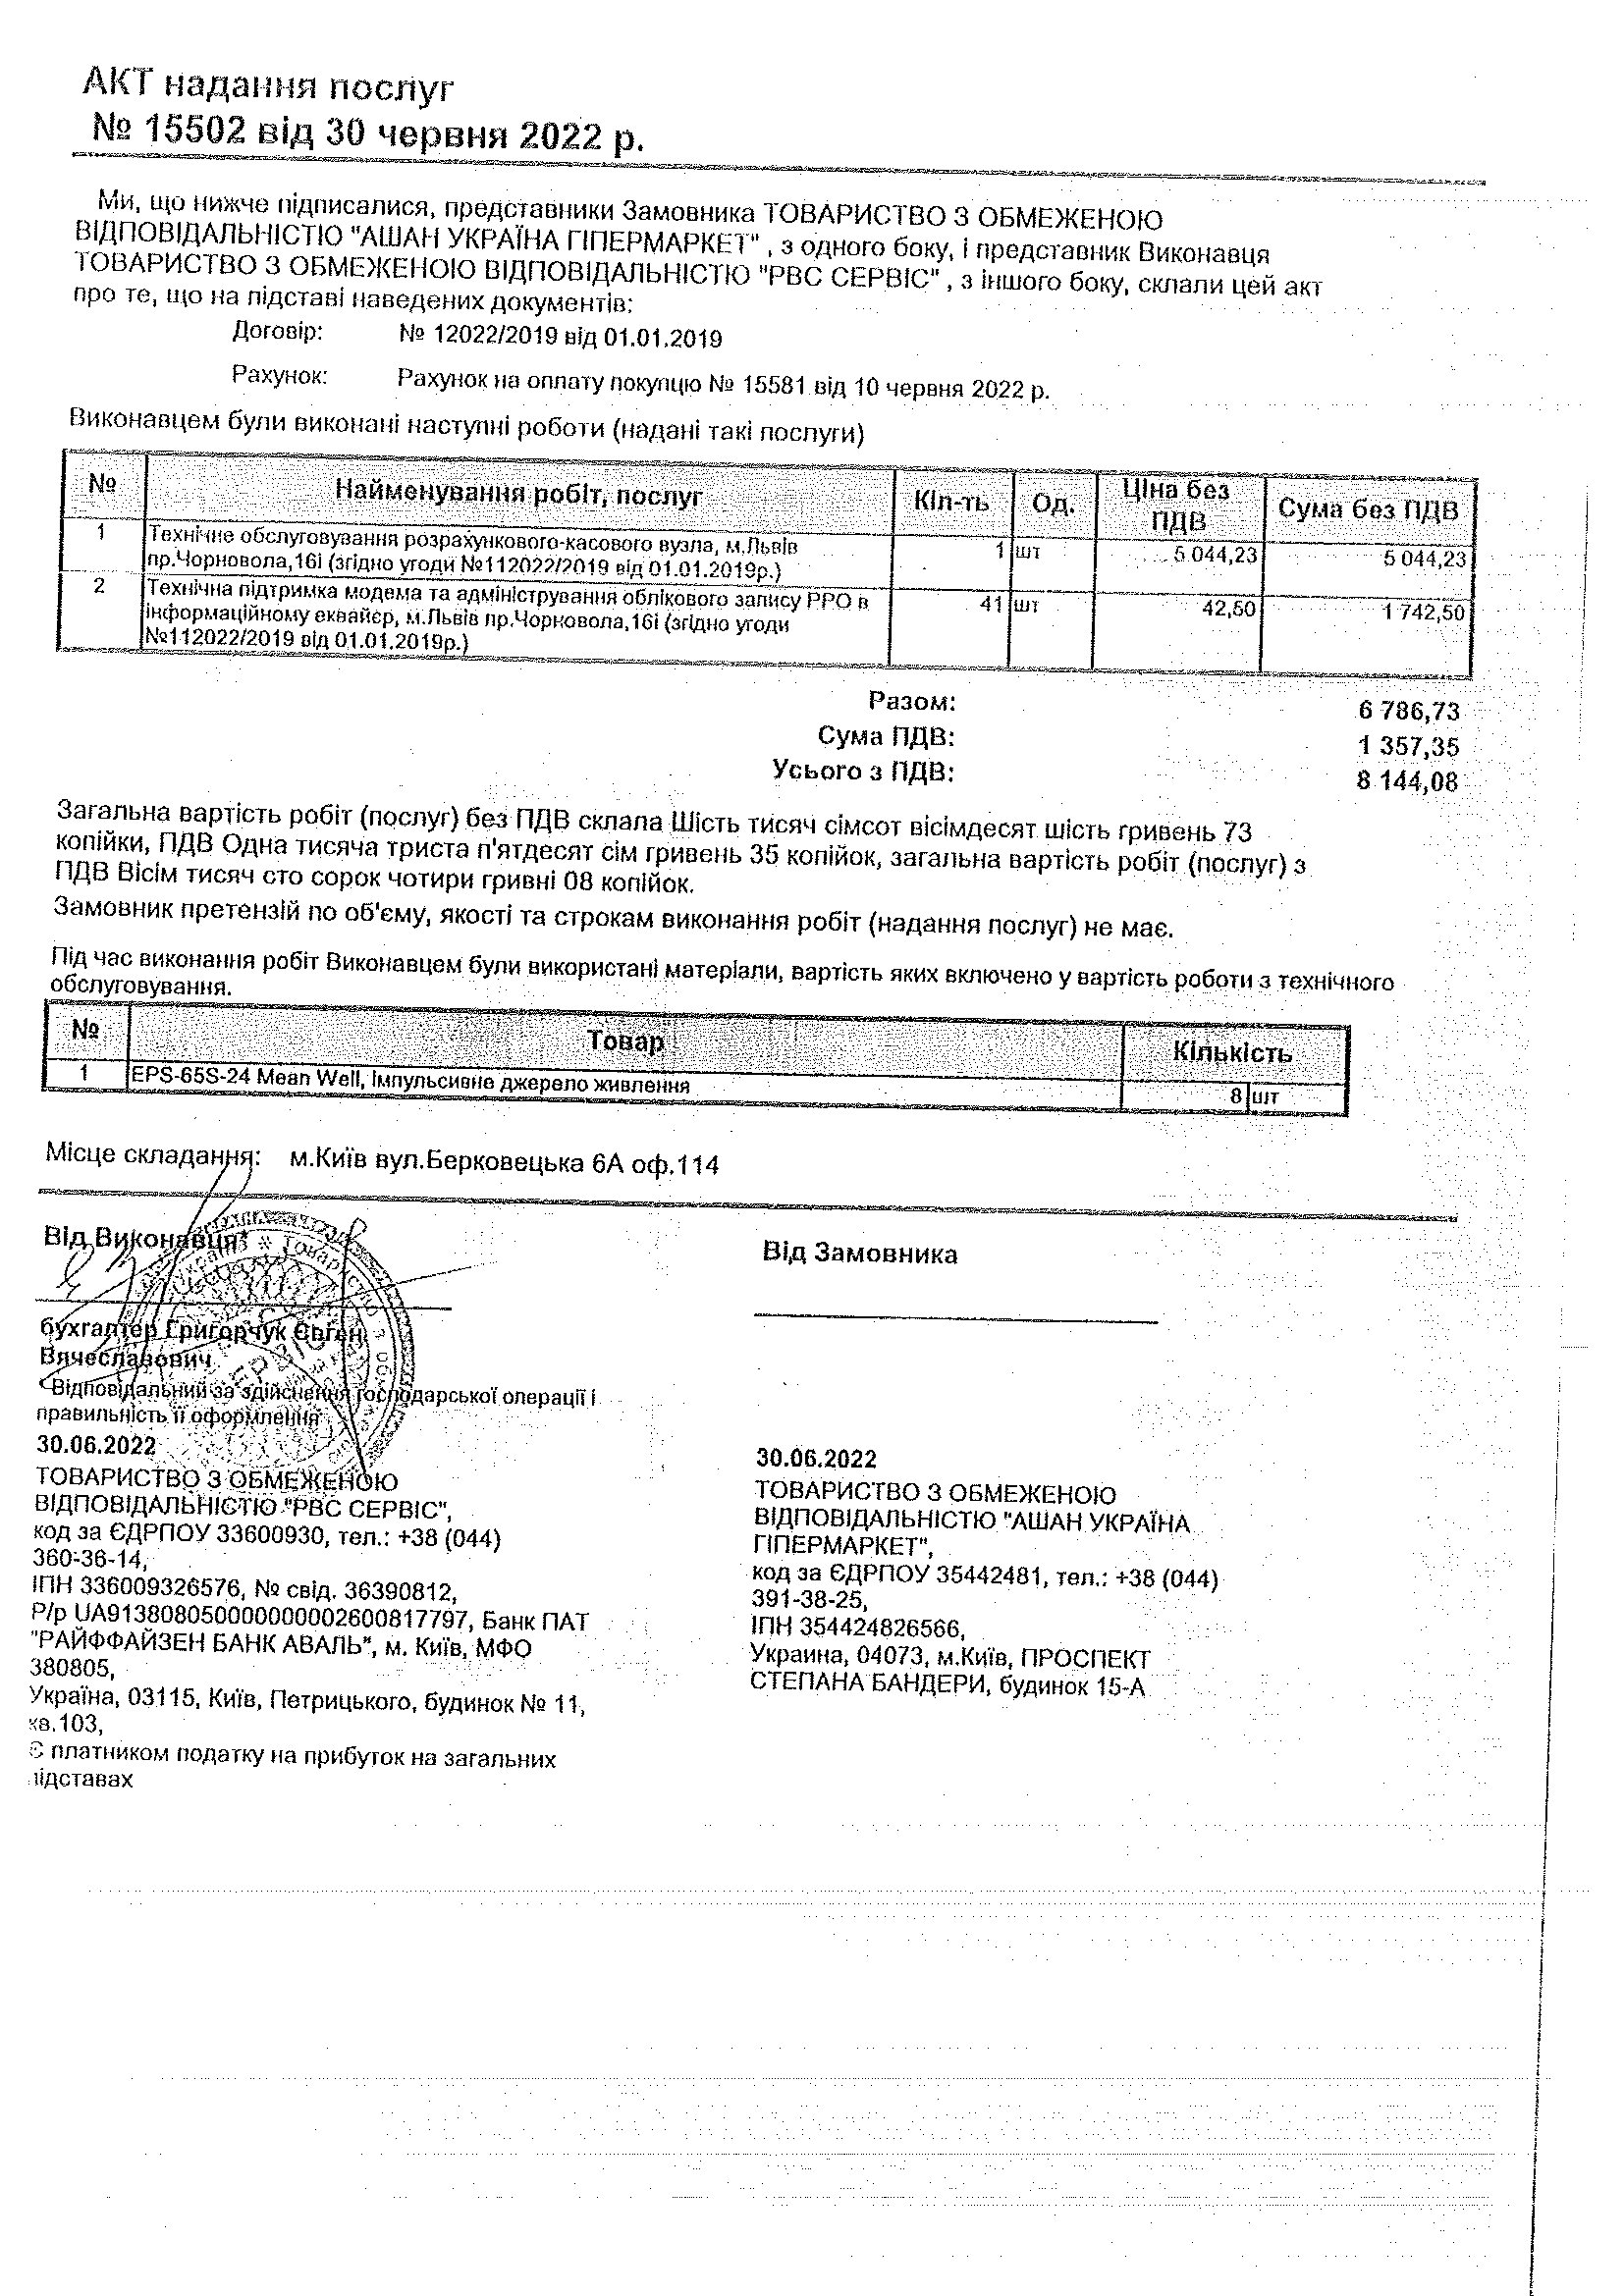 АКТ надання послуг
№ 15502 від 30 червня 2022 р.
Ми, що нижче підписалися, представники Замовника ТОВАРИСТВО З ОБМЕЖЕНОЮ
ВІДПОВІДАЛЬНІСТЮ "АШАН УКРАЇНА ГІПЕРМАРКЕТ" , з одного боку, і представник Виконавця
ТОВАРИСТВО З ОБМЕЖЕНОЮ ВІДПОВІДАЛЬНІСТЮ "РВС СЕРВІС" , з іншого боку, склали цей акт
про те, що на підставі наведених документів:
Договір: № 12022/2019 від 01.01.2019
Рахунок: Рахунок на оплату покупцю № 15581 від 10 червня 2022 р.
Виконавцем були виконані наступні роботи (надані такі послуги)
№ Найменування робіт, послуг Кіл-ть Од. Ціна без ПДВ Сума без ПДВ
1 Технічне обслуговування розрахункового-касового вузла, м.Львів 1 шт 5 044,23 5 044,23
пр.Чорновола,16і (згідно угоди №112022/2019 від 01.01.2019р.)
2 Технічна підтримка модема та адміністрування облікового запису РРО в 41 шт 42,50 1 742,50
інформаційному еквайєр, м.Львів пр.Чорновола,16і (згідно угоди
№112022/2019 від 01.01.2019р.)
Разом: 6 786,73
Сума ПДВ: 1 357,35
Усього з ПДВ: 8 144,08
Загальна вартість робіт (послуг) без ПДВ склала Шість тисяч сімсот вісімдесят шість гривень 73
копійки, ПДВ Одна тисяча триста п'ятдесят сім гривень 35 копійок, загальна вартість робіт (послуг) з
ПДВ Вісім тисяч сто сорок чотири гривні 08 копійок.
Замовник претензій по об'єму, якості та строкам виконання робіт (надання послуг) не має.
Під час виконання робіт Виконавцем були використані матеріали, вартість яких включено у вартість роботи з технічного
обслуговування.
№ Товар Кількість
1 EPS-65S-24 Mean Well, Імпульсивне джерело живлення 8 шт
Місце складання: м.Київ вул.Берковецька 6А оф.114
Від Виконавця*
бухгалтер Григорчук Євген
Вячеславович
Відповідальний за здійснення господарської операції і
правильність її оформлення
30.06.2022
ТОВАРИСТВО З ОБМЕЖЕНОЮ
ВІДПОВІДАЛЬНІСТЮ "РВС СЕРВІС",
код за ЄДРПОУ 33600930, тел.: +38 (044)
360-36-14,
ІПН 336009326576, № свід. 36390812,
Р/р UA913808050000000002600817797, Банк ПАТ
"РАЙФФАЙЗЕН БАНК АВАЛЬ", м. Київ, МФО
380805,
Україна, 03115, Київ, Петрицького, будинок № 11,
кв.103,
Є платником податку на прибуток на загальних
підставах
Від Замовника
30.06.2022
ТОВАРИСТВО З ОБМЕЖЕНОЮ
ВІДПОВІДАЛЬНІСТЮ "АШАН УКРАЇНА
ГІПЕРМАРКЕТ",
код за ЄДРПОУ 35442481, тел.: +38 (044)
391-38-25,
ІПН 354424826566,
Украина, 04073, м.Київ, ПРОСПЕКТ
СТЕПАНА БАНДЕРИ, будинок 15-А